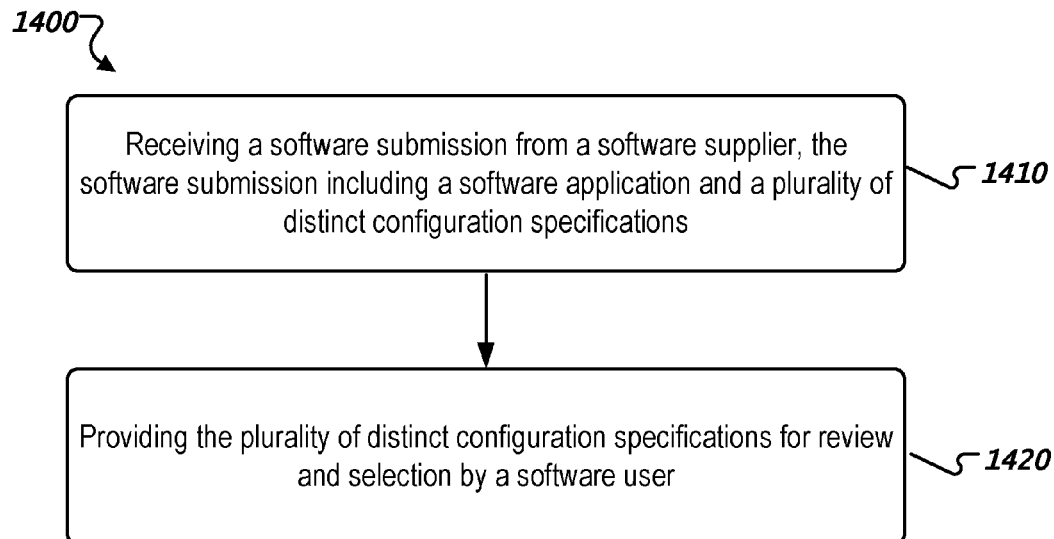 1400
Receiving a software submission from a software supplier, the
software submission including a software application and a plurality of
distinct configuration specifications
1410
Providing the plurality of distinct configuration specifications for review
and selection by a software user
1420